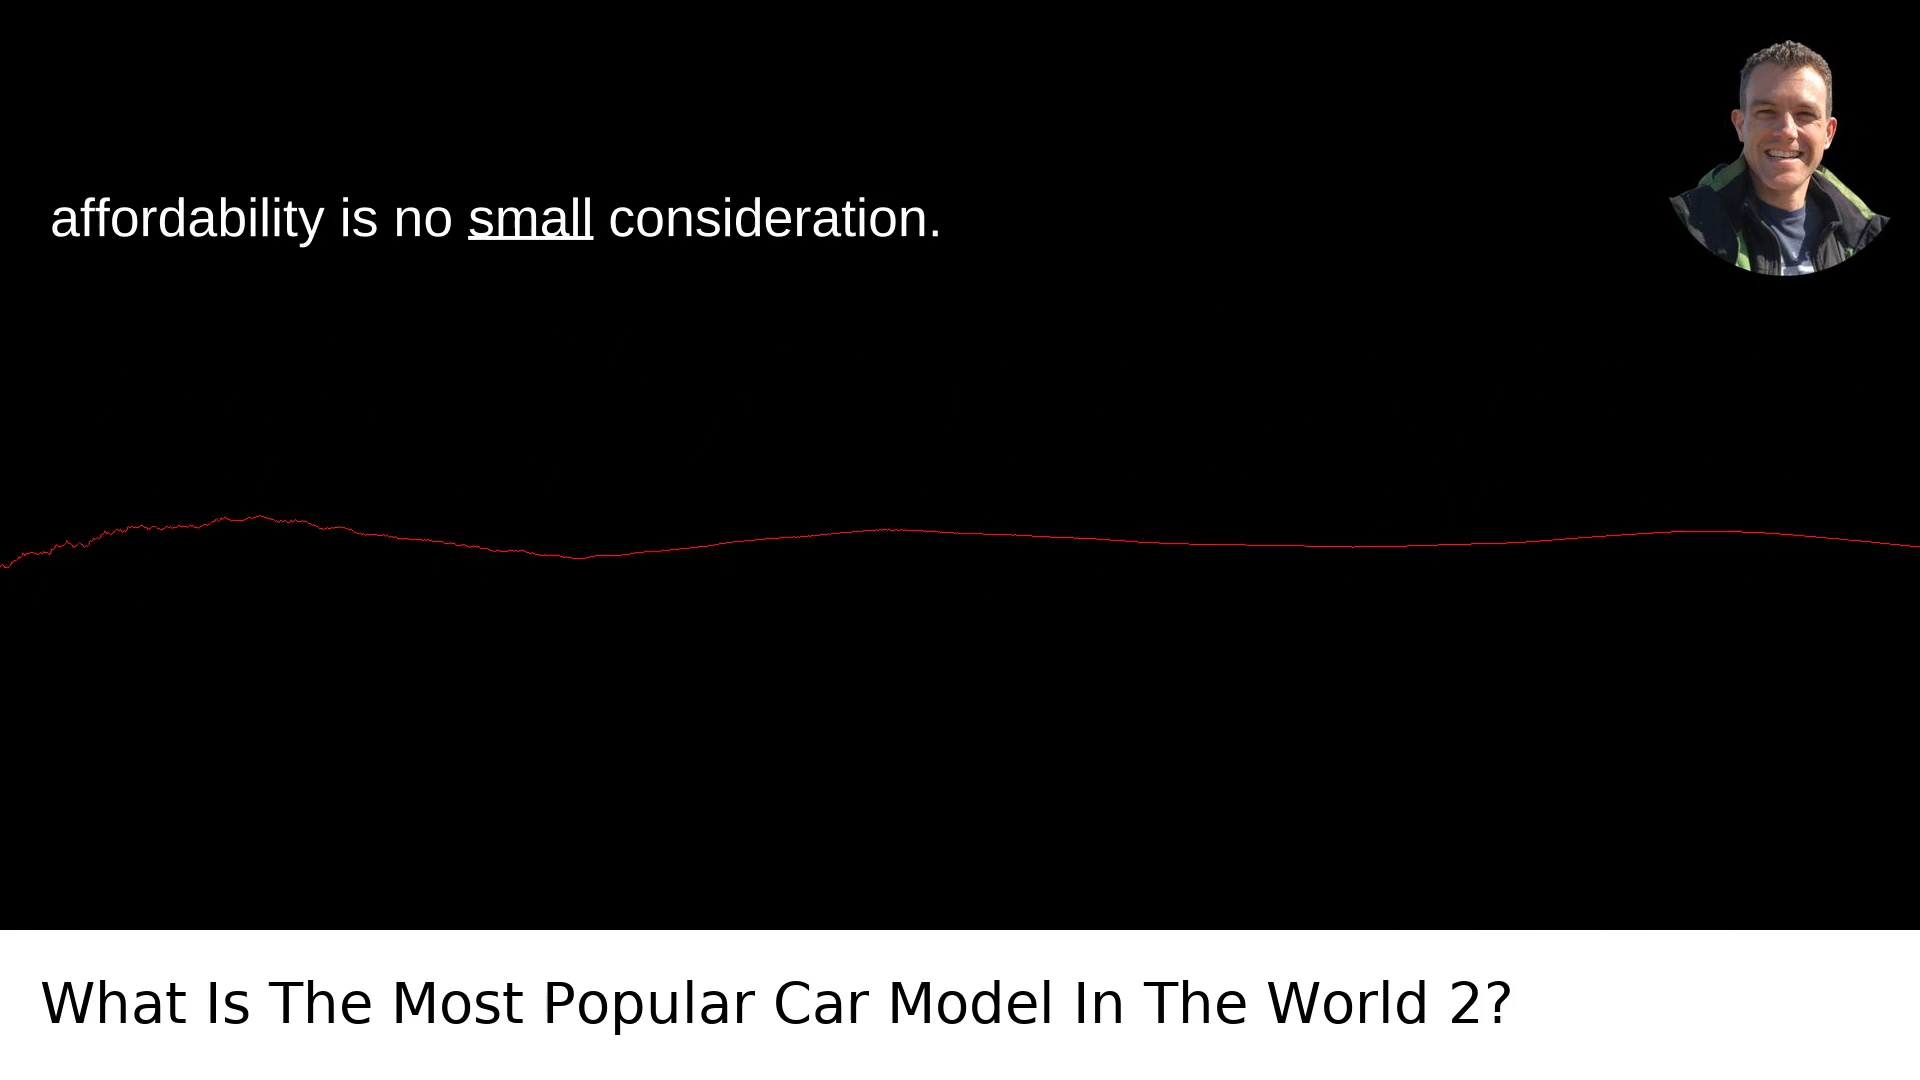 affordability is no small consideration.
What Is The Most Popular Car Model In The World 2?